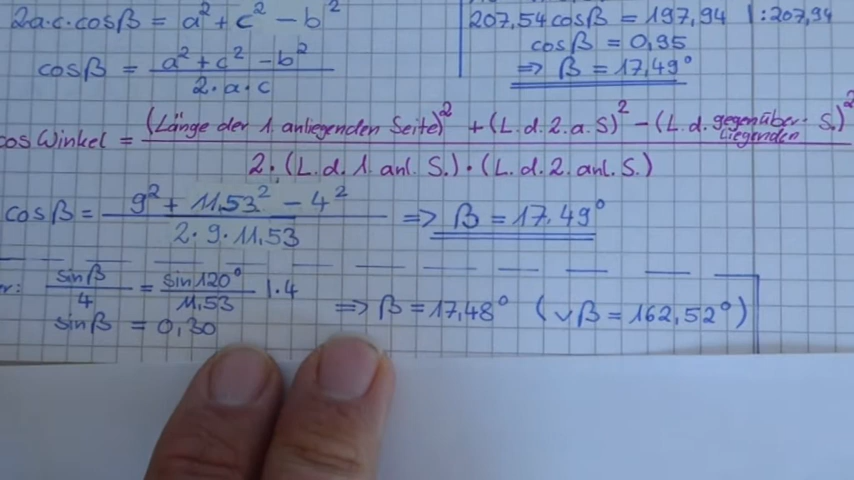 2a·c·cosβ = a² + c² − b²
cosβ = (a² + c² − b²) / (2·a·c)
207,54 cosβ = 197,94 |:207,94
cosβ = 0,95
⇒ β = 17,49°
cos Winkel = ((Länge der 1. anliegenden Seite)² + (L. d. 2. a. S)² − (L. d. gegenüberliegenden S.)²) / (2·(L. d. 1. anl. S.)·(L. d. 2. anl. S.))
cosβ = (9² + 11,53² − 4²) / (2·9·11,53) ⇒ β = 17,49°
r: sinβ / 4 = sin120° / 11,53 |·4 ⇒ β = 17,48° (∨ β = 162,52°)
sinβ = 0,30